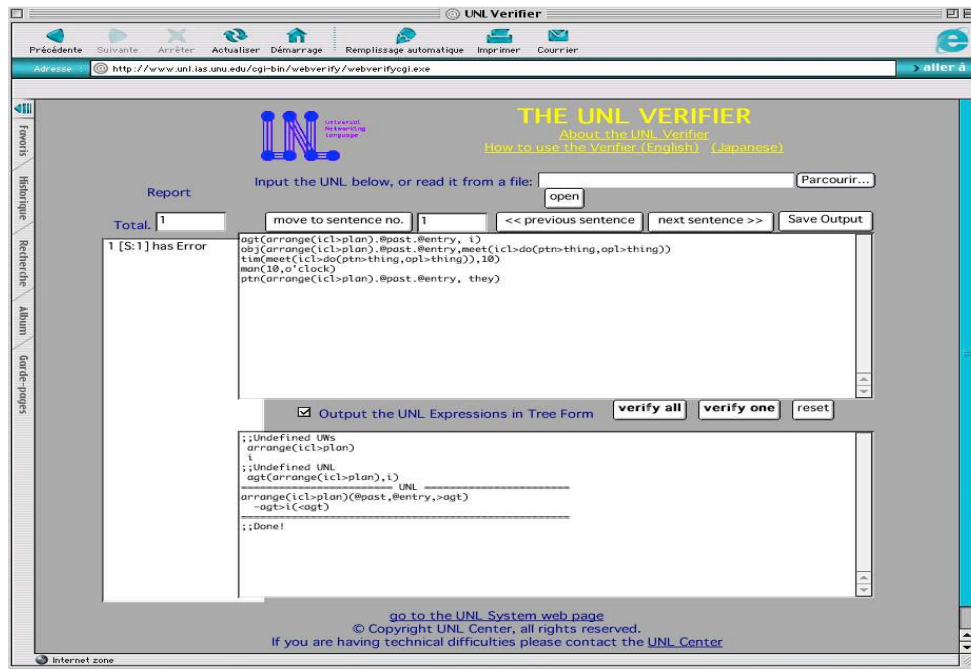 UNL Verifier
Précédente Suivante Arrêter Actualiser Démarrage Remplissage automatique Imprimer Courrier
Adresse : http://www.unl.ias.unu.edu/cgi-bin/webverify/webverifycgi.exe > aller à
Favoris
Historique
Recherche
Album
Garde-pages
UNL
Universal
Networking
Language
THE UNL VERIFIER
About the UNL Verifier
How to use the Verifier (English) (Japanese)
Report
Input the UNL below, or read it from a file: Parcourir...
open
Total. 1 move to sentence no. 1 << previous sentence next sentence >> Save Output
1 [S:1] has Error
agt(arrange(icl>plan).@past.@entry, i)
obj(arrange(icl>plan).@past.@entry,meet(icl>do(ptn>thing,opl>thing))
tim(meet(icl>do(ptn>thing,opl>thing)),10)
man(10,o'clock)
ptn(arrange(icl>plan).@past.@entry, they)
Output the UNL Expressions in Tree Form verify all verify one reset
;;Undefined UWs
arrange(icl>plan)
i
;;Undefined UNL
agt(arrange(icl>plan),i)
======================== UNL =======================
arrange(icl>plan)(@past,@entry,>agt)
-agt>i(<agt)
====================================================
;;Done!
go to the UNL System web page
© Copyright UNL Center, all rights reserved.
If you are having technical difficulties please contact the UNL Center
Internet zone